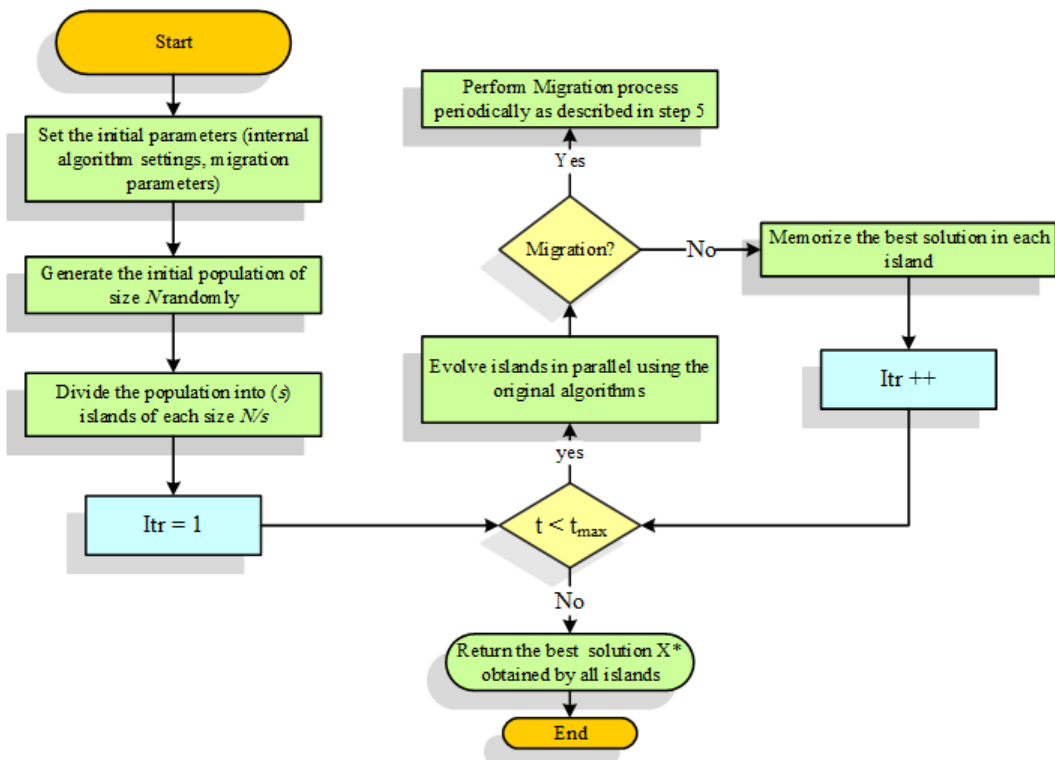 Start
Set the initial parameters (internal
algorithm settings, migration
parameters)
Generate the initial population of
size N randomly
Divide the population into (s)
islands of each size N/s
Itr = 1
Perform Migration process
periodically as described in step 5
Yes
Migration?
No
Memorize the best solution in each
island
Evolve islands in parallel using the
original algorithms
Itr ++
yes
t < tmax
No
Return the best solution X*
obtained by all islands
End